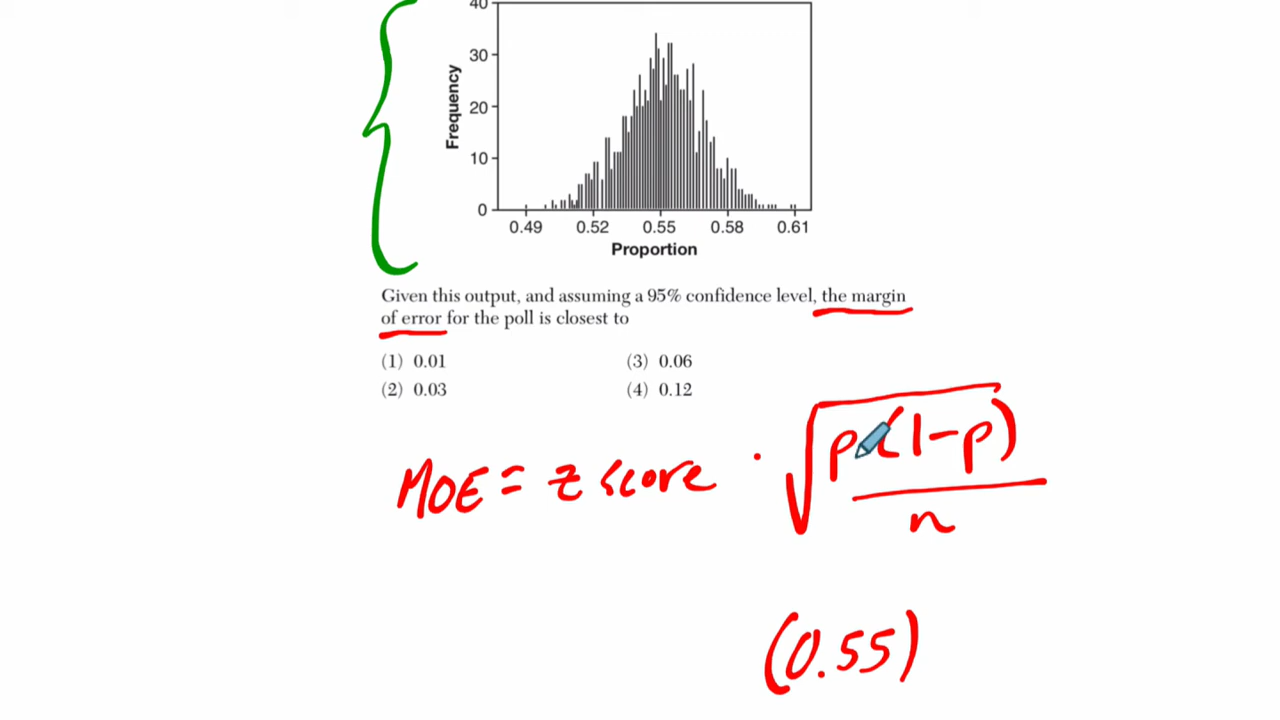 40
30
20
10
0
Frequency
0.49 0.52 0.55 0.58 0.61
Proportion
Given this output, and assuming a 95% confidence level, the margin
of error for the poll is closest to
(1) 0.01 (3) 0.06
(2) 0.03 (4) 0.12
MOE = z score · √p(1-p)
n
(0.55)